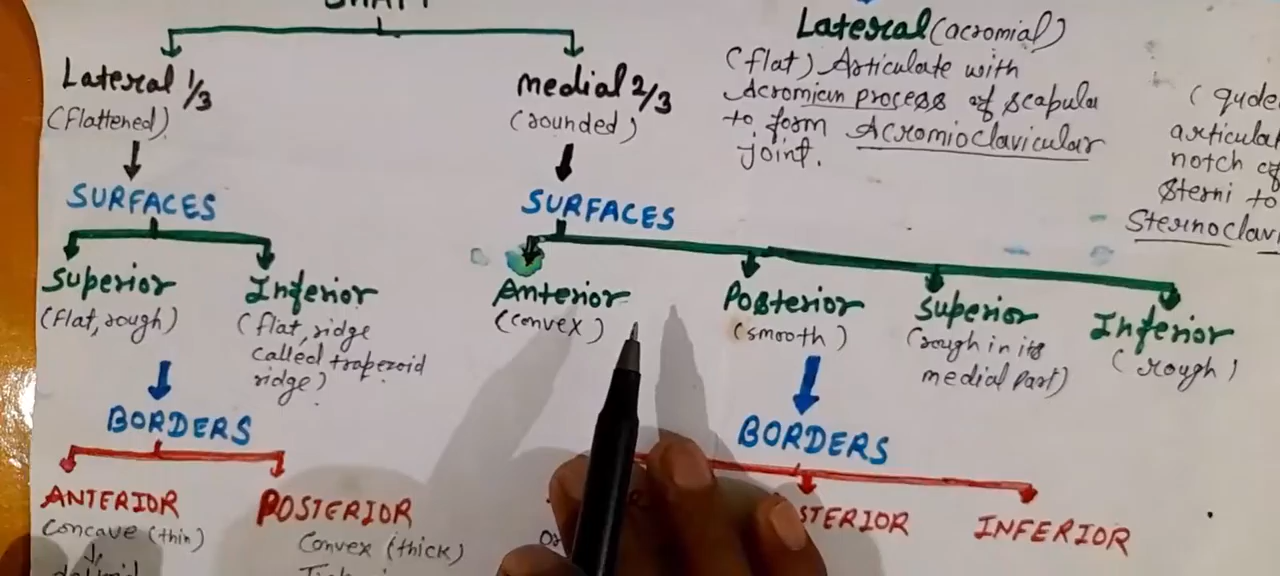 SHAFT
Lateral 1/3
(flattened)
SURFACES
Superior
(flat, rough)
Inferior
(flat, ridge
called trapezoid
ridge)
BORDERS
ANTERIOR
Concave (thin)
POSTERIOR
Convex (thick)
medial 2/3
(rounded)
SURFACES
Anterior
(convex)
Posterior
(smooth)
Superior
(rough in its
medial part)
Inferior
(rough)
BORDERS
STERIOR
INFERIOR
Lateral (acromial)
(flat) Articulate with
Acromian process of scapula
to form Acromioclavicular
joint.
articula
notch of
Sterni to
Sternoclavi